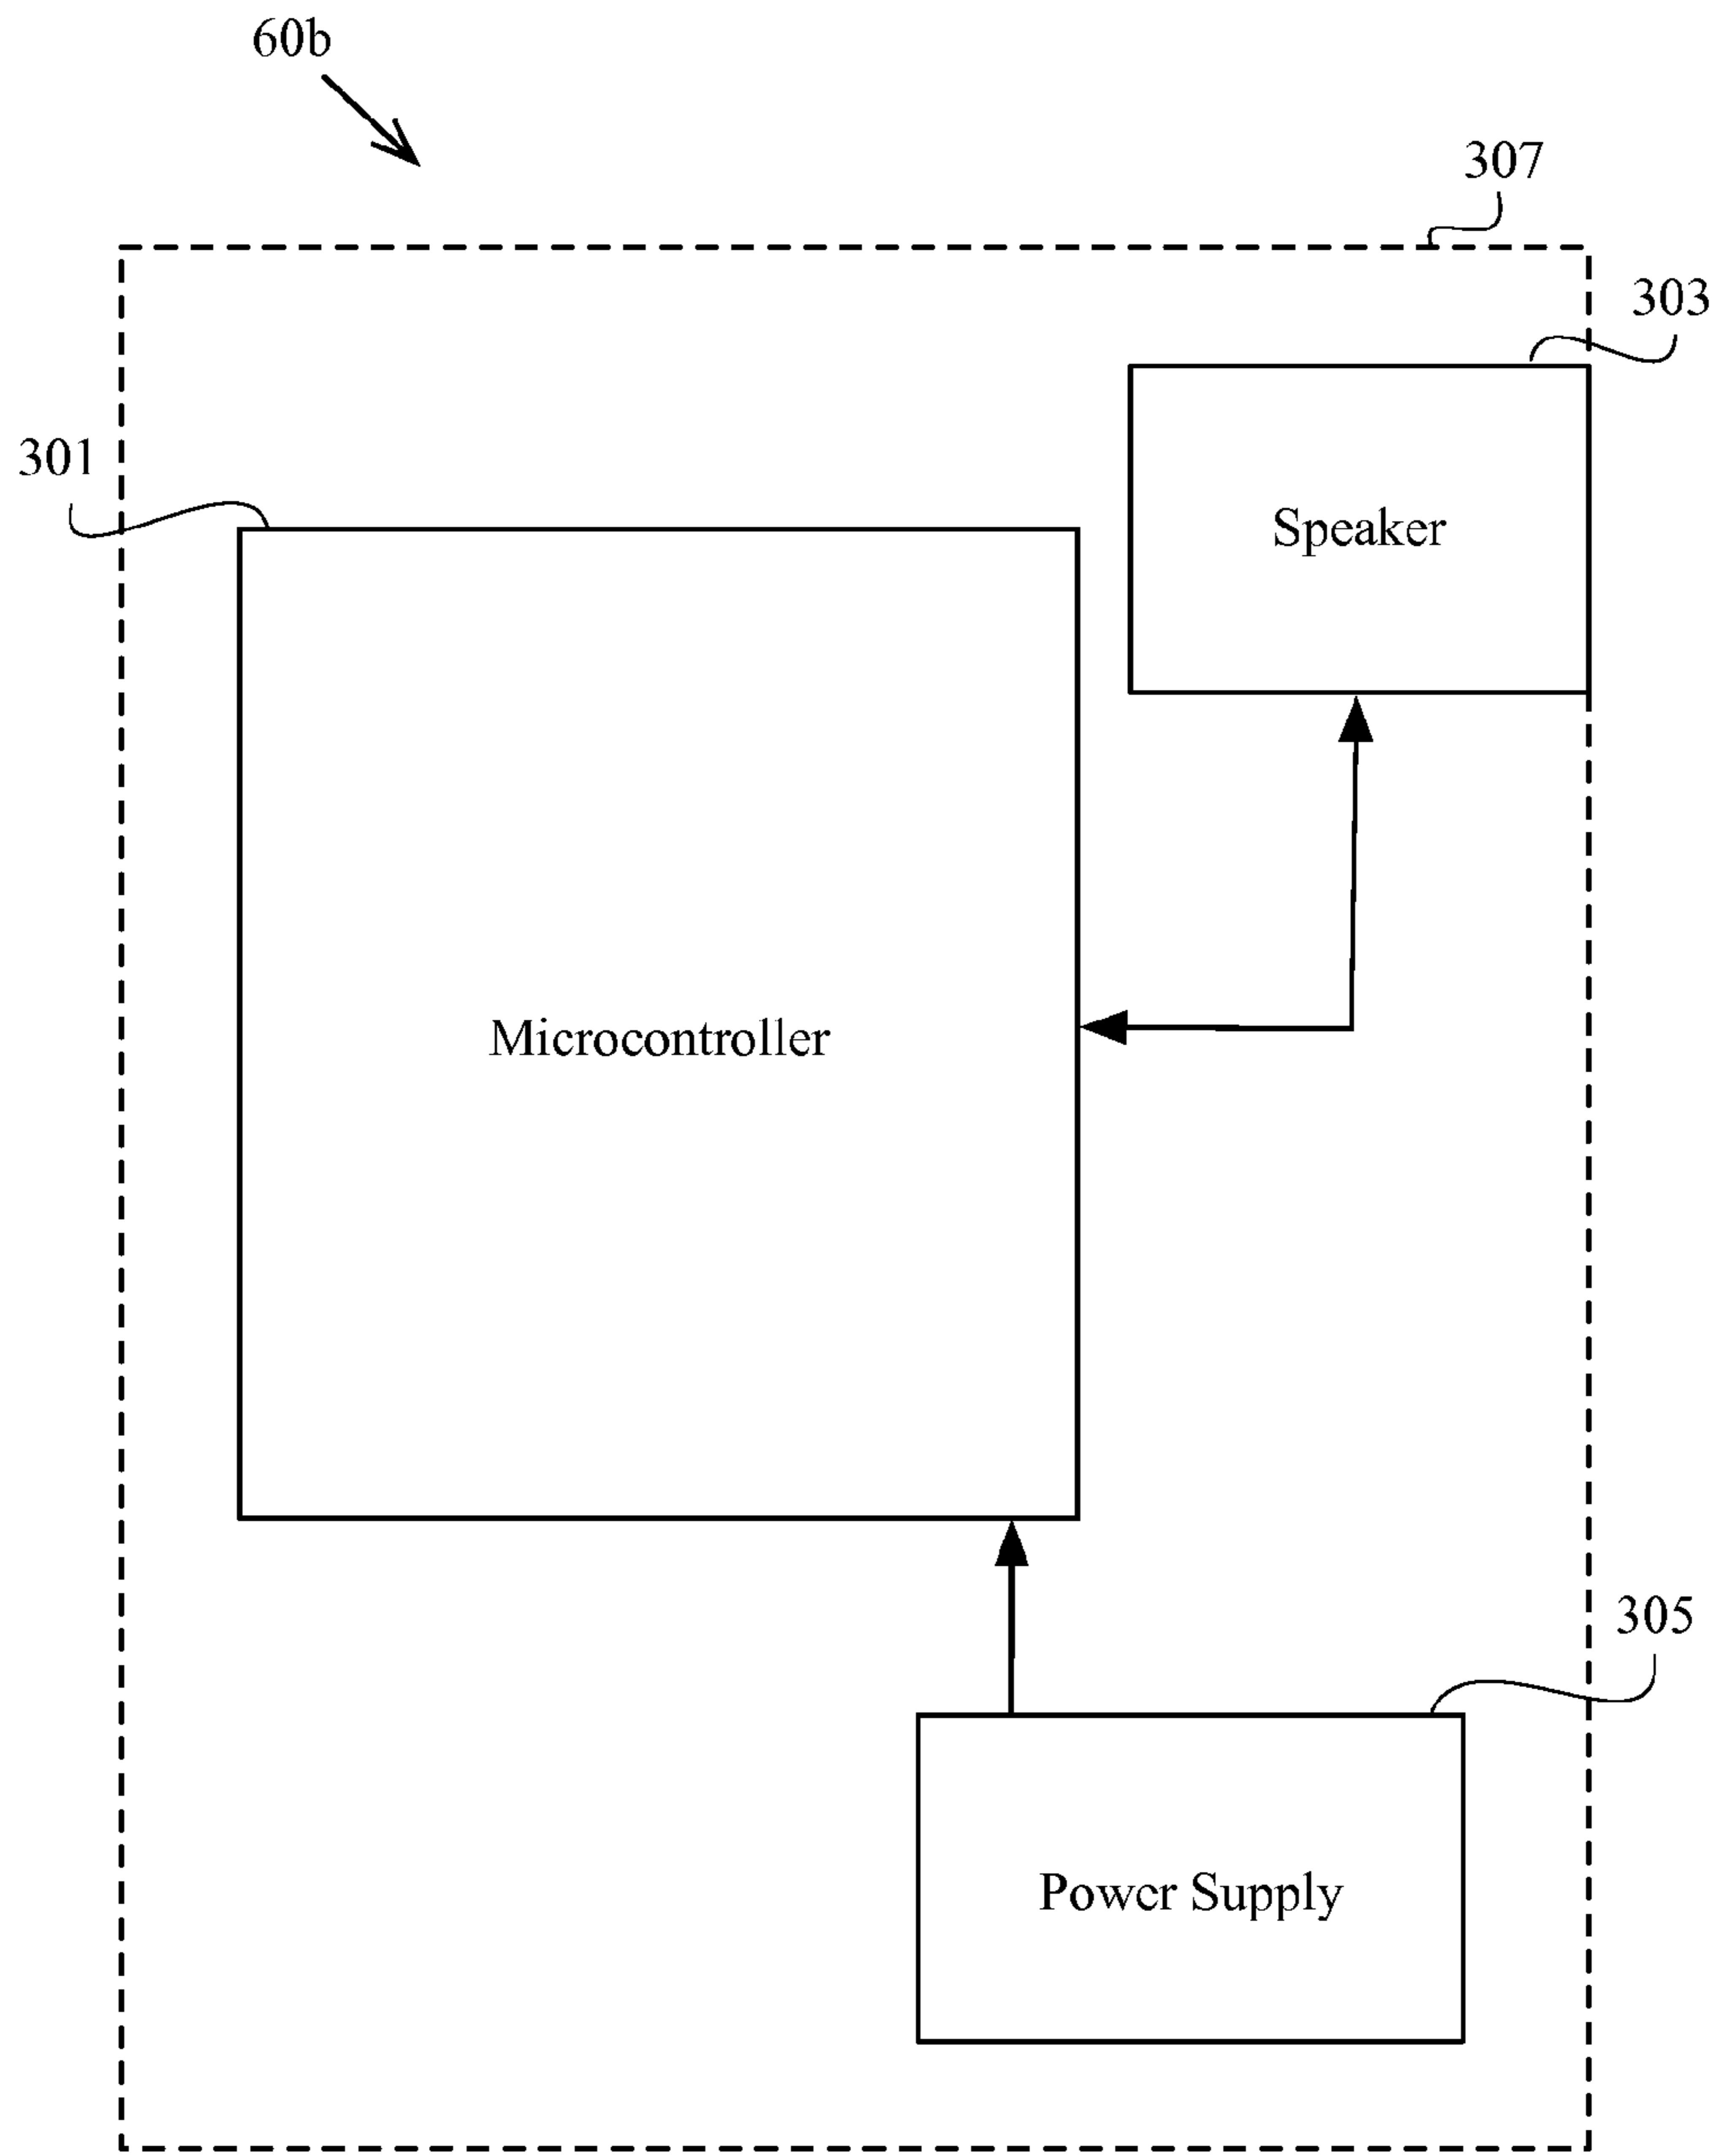 60b
307
303
301
Speaker
Microcontroller
305
Power Supply